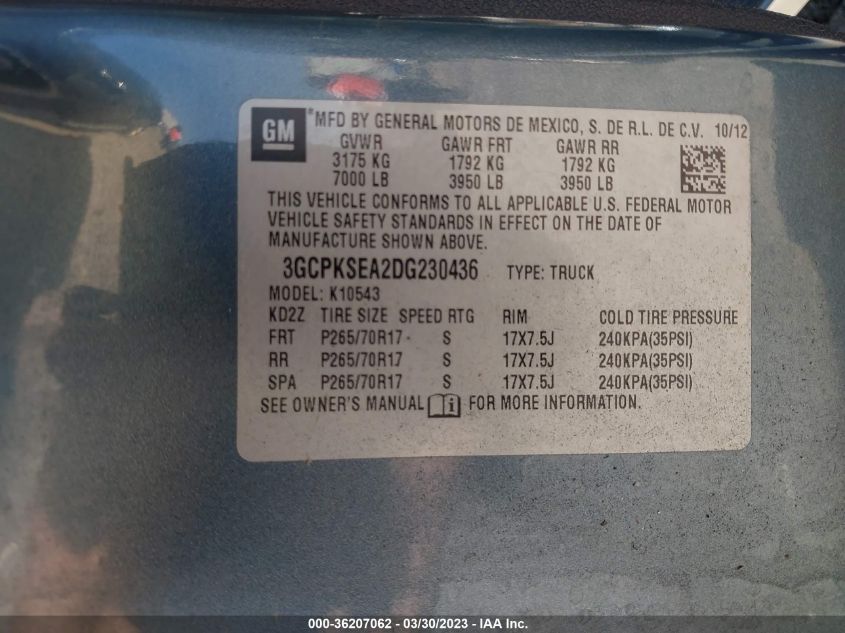 GM
*MFD BY GENERAL MOTORS DE MEXICO, S. DE R.L. DE C.V. 10/12
GVWR GAWR FRT GAWR RR
3175 KG 1792 KG 1792 KG
7000 LB 3950 LB 3950 LB
THIS VEHICLE CONFORMS TO ALL APPLICABLE U.S. FEDERAL MOTOR
VEHICLE SAFETY STANDARDS IN EFFECT ON THE DATE OF
MANUFACTURE SHOWN ABOVE.
3GCPKSEA2DG230436 TYPE: TRUCK
MODEL: K10543
KD2Z TIRE SIZE SPEED RTG RIM COLD TIRE PRESSURE
FRT P265/70R17 S 17X7.5J 240KPA(35PSI)
RR P265/70R17 S 17X7.5J 240KPA(35PSI)
SPA P265/70R17 S 17X7.5J 240KPA(35PSI)
SEE OWNER'S MANUAL i FOR MORE INFORMATION.
000-36207062 - 03/30/2023 - IAA Inc.